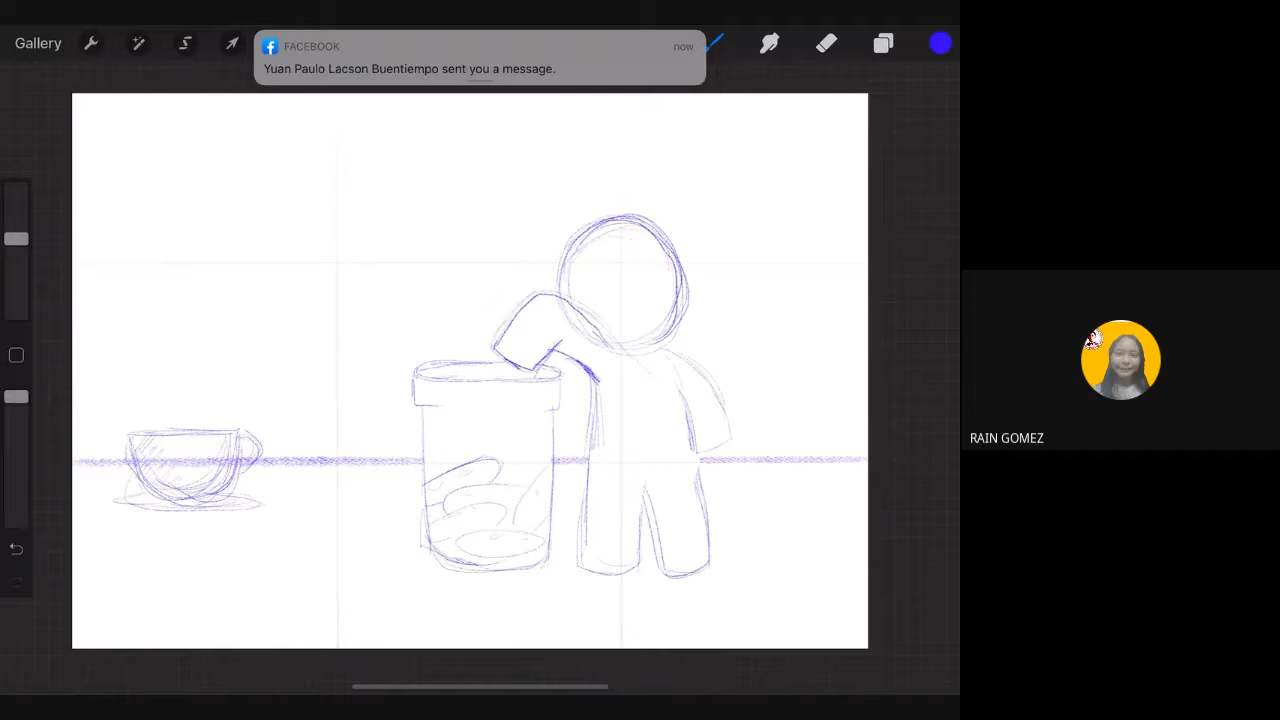 Gallery
FACEBOOK
now
Yuan Paulo Lacson Buentiempo sent you a message.
RAIN GOMEZ